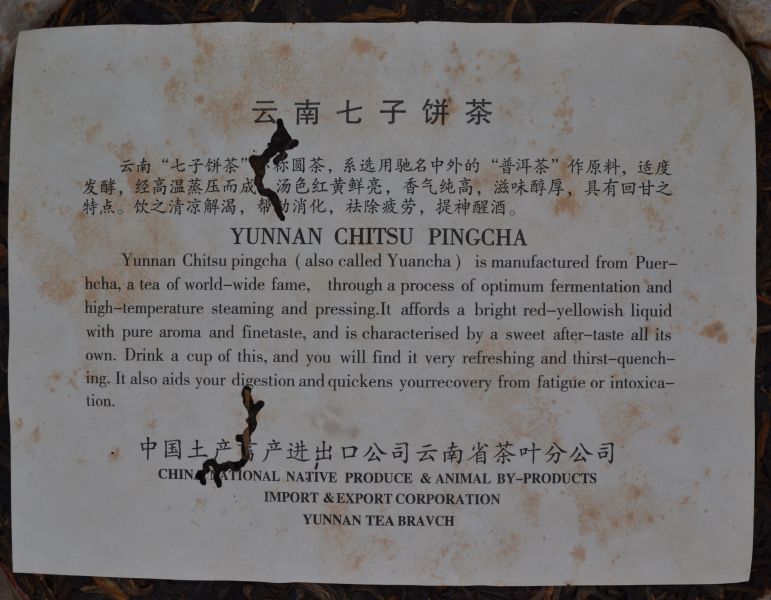 云南七子饼茶
云南“七子饼茶”称圆茶，系选用驰名中外的“普洱茶”作原料，适度
发酵，经高温蒸压而成，汤色红黄鲜亮，香气纯高，滋味醇厚，具有回甘之
特点。饮之清凉解渴，帮助消化，祛除疲劳，提神醒酒。
YUNNAN CHITSU PINGCHA
Yunnan Chitsu pingcha ( also called Yuancha ) is manufactured from Puer-
hcha, a tea of world-wide fame, through a process of optimum fermentation and
high-temperature steaming and pressing.It affords a bright red-yellowish liquid
with pure aroma and finetaste, and is characterised by a sweet after-taste all its
own. Drink a cup of this, and you will find it very refreshing and thirst-quench-
ing. It also aids your digestion and quickens yourrecovery from fatigue or intoxica-
tion.
中国土产畜产进出口公司云南省茶叶分公司
CHINA NATIONAL NATIVE PRODUCE & ANIMAL BY-PRODUCTS
IMPORT & EXPORT CORPORATION
YUNNAN TEA BRAVCH